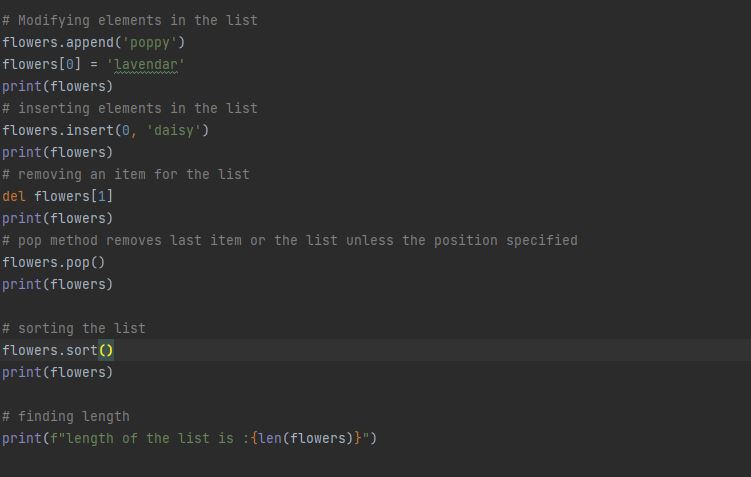 # Modifying elements in the list
flowers.append('poppy')
flowers[0] = 'lavendar'
print(flowers)
# inserting elements in the list
flowers.insert(0, 'daisy')
print(flowers)
# removing an item for the list
del flowers[1]
print(flowers)
# pop method removes last item or the list unless the position specified
flowers.pop()
print(flowers)
# sorting the list
flowers.sort()
print(flowers)
# finding length
print(f"length of the list is :{len(flowers)}")